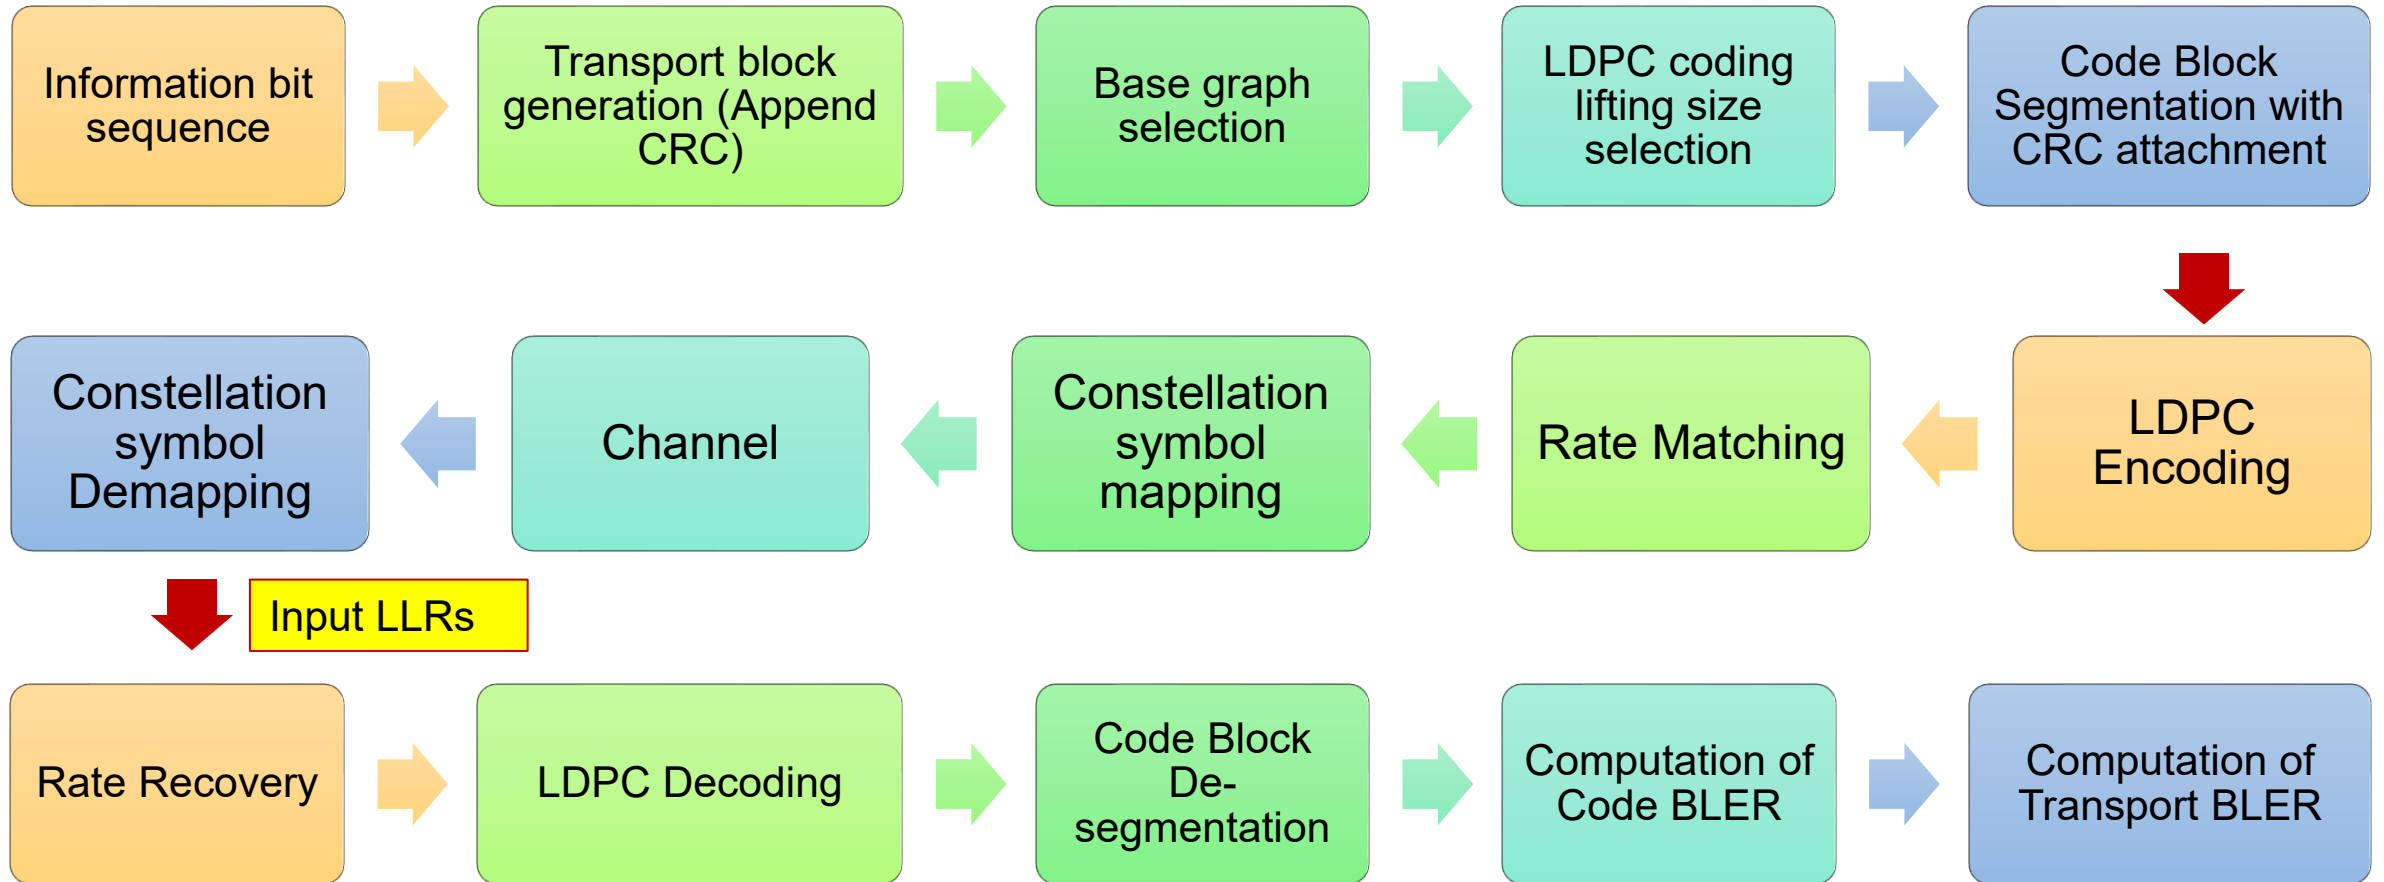 Information bit
sequence
Transport block
generation (Append
CRC)
Base graph
selection
LDPC coding
lifting size
selection
Code Block
Segmentation with
CRC attachment
LDPC
Encoding
Rate Matching
Constellation
symbol
mapping
Channel
Constellation
symbol
Demapping
Input LLRs
Rate Recovery
LDPC Decoding
Code Block
De-
segmentation
Computation of
Code BLER
Computation of
Transport BLER